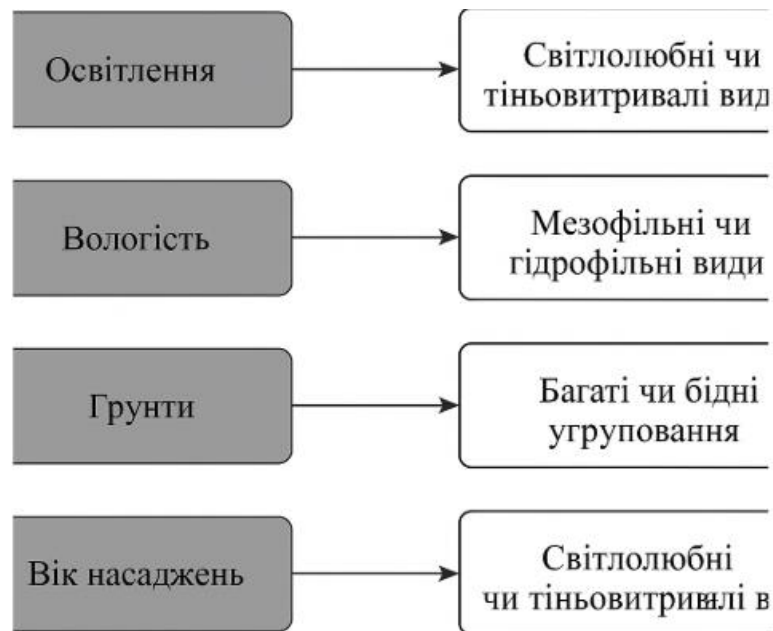 Освітлення
Світлолюбні чи
тіньовитривалі вид
Вологість
Мезофільні чи
гідрофільні види
Грунти
Багаті чи бідні
угруповання
Вік насаджень
Світлолюбні
чи тіньовитривалі в